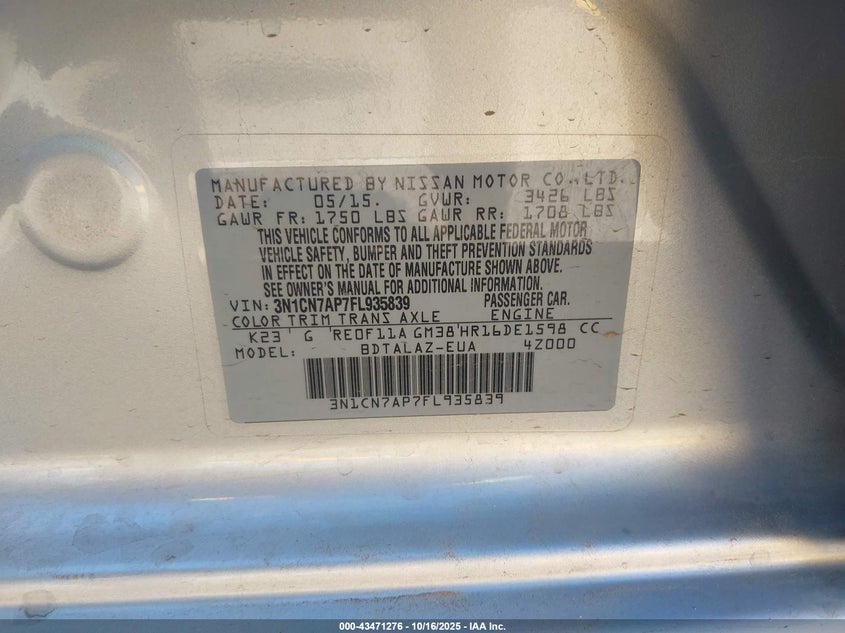 MANUFACTURED BY NISSAN MOTOR CO.,LTD.
DATE: 05/15. GVWR: 3426 LBS
GAWR FR: 1750 LBS GAWR RR: 1708 LBS
THIS VEHICLE CONFORMS TO ALL APPLICABLE FEDERAL MOTOR
VEHICLE SAFETY, BUMPER AND THEFT PREVENTION STANDARDS
IN EFFECT ON THE DATE OF MANUFACTURE SHOWN ABOVE.
SEE OWNER'S MANUAL FOR ADDITIONAL INFORMATION.
VIN: 3N1CN7AP7FL935839 PASSENGER CAR.
COLOR TRIM TRANS AXLE ENGINE
K23 G RE0F11A GM38 HR16DE1598 CC
MODEL: BDTALAZ-EUA 4Z000
3N1CN7AP7FL935839
000-43471276 - 10/16/2025 - IAA Inc.